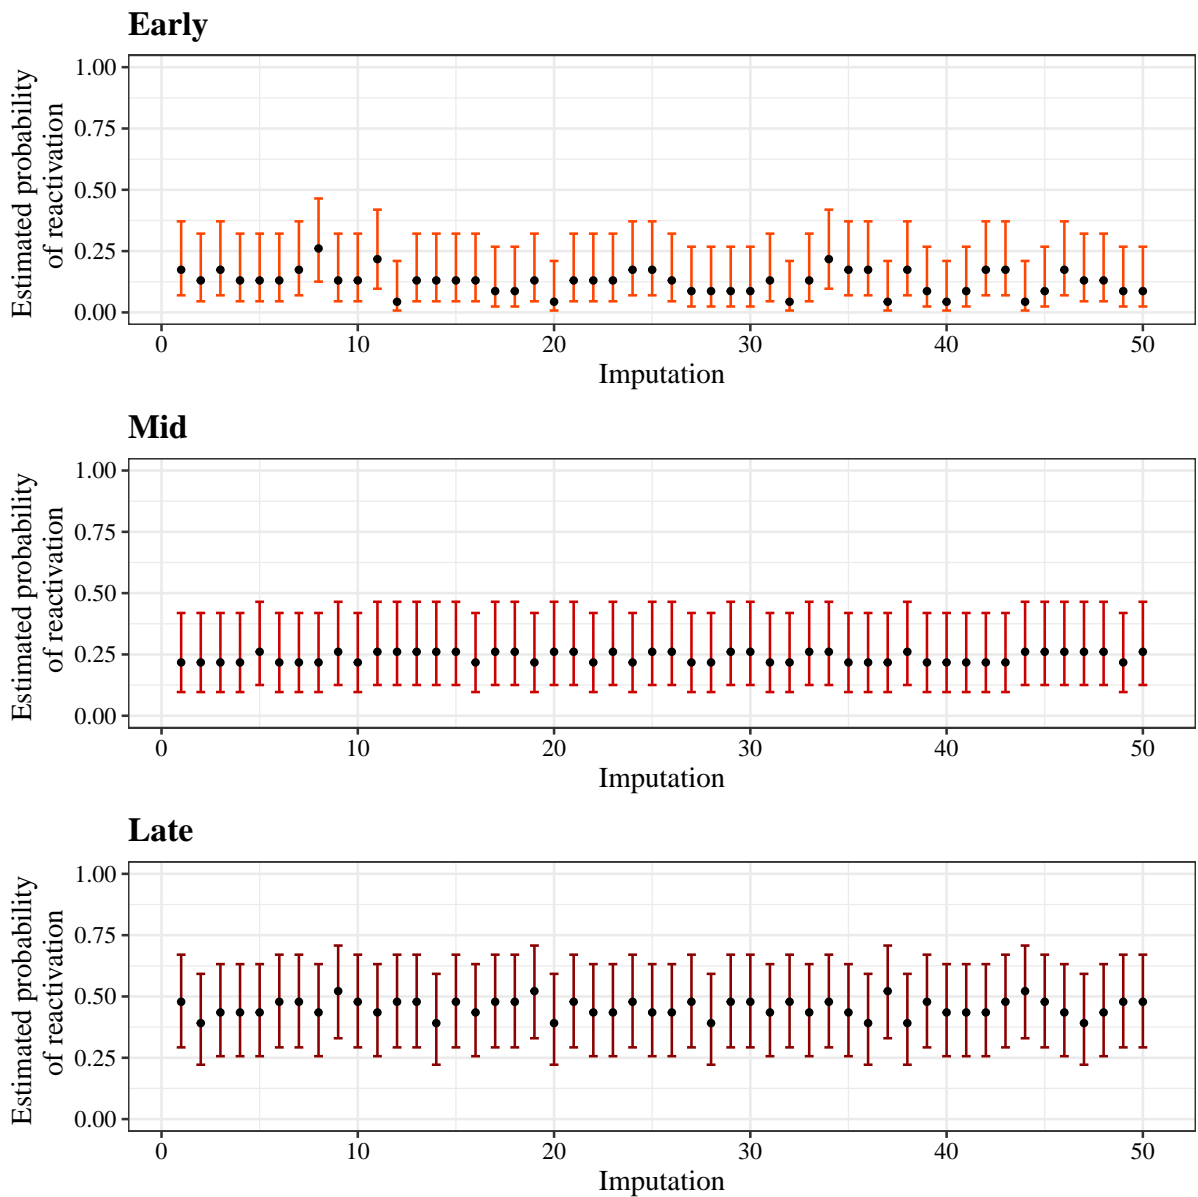 Early
Estimated probability
of reactivation
1.00
0.75
0.50
0.25
0.00
0 10 20 30 40 50
Imputation
Mid
Estimated probability
of reactivation
1.00
0.75
0.50
0.25
0.00
0 10 20 30 40 50
Imputation
Late
Estimated probability
of reactivation
1.00
0.75
0.50
0.25
0.00
0 10 20 30 40 50
Imputation